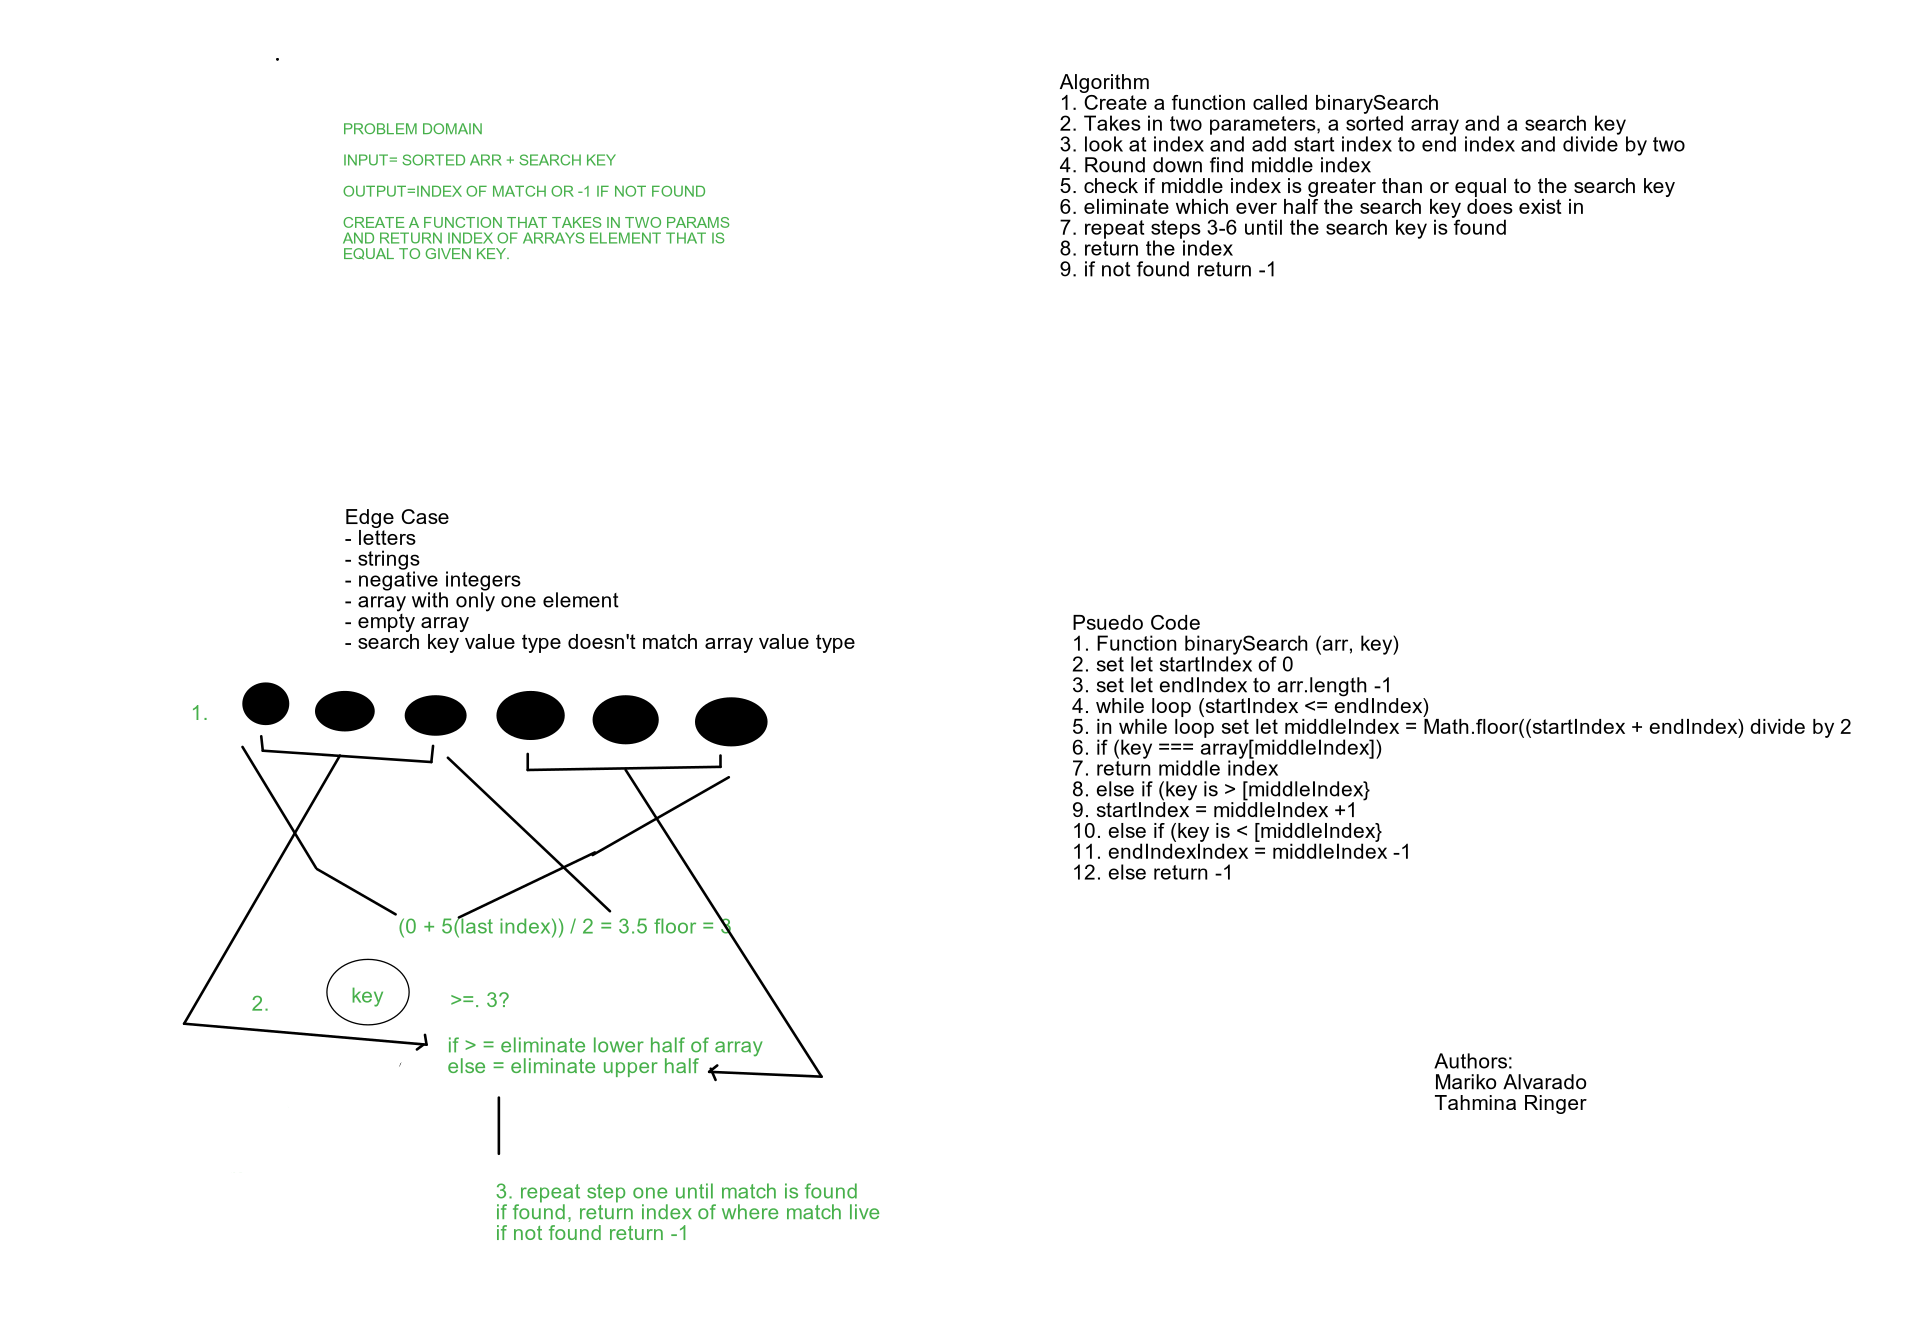 PROBLEM DOMAIN
INPUT= SORTED ARR + SEARCH KEY
OUTPUT=INDEX OF MATCH OR -1 IF NOT FOUND
CREATE A FUNCTION THAT TAKES IN TWO PARAMS
AND RETURN INDEX OF ARRAYS ELEMENT THAT IS
EQUAL TO GIVEN KEY.
Algorithm
1. Create a function called binarySearch
2. Takes in two parameters, a sorted array and a search key
3. look at index and add start index to end index and divide by two
4. Round down find middle index
5. check if middle index is greater than or equal to the search key
6. eliminate which ever half the search key does exist in
7. repeat steps 3-6 until the search key is found
8. return the index
9. if not found return -1
Edge Case
- letters
- strings
- negative integers
- array with only one element
- empty array
- search key value type doesn't match array value type
1.
(0 + 5(last index)) / 2 = 3.5 floor = 3
2.
key
>=. 3?
if > = eliminate lower half of array
else = eliminate upper half
3. repeat step one until match is found
if found, return index of where match live
if not found return -1
Psuedo Code
1. Function binarySearch (arr, key)
2. set let startIndex of 0
3. set let endIndex to arr.length -1
4. while loop (startIndex <= endIndex)
5. in while loop set let middleIndex = Math.floor((startIndex + endIndex) divide by 2
6. if (key === array[middleIndex])
7. return middle index
8. else if (key is > [middleIndex}
9. startIndex = middleIndex +1
10. else if (key is < [middleIndex}
11. endIndexIndex = middleIndex -1
12. else return -1
Authors:
Mariko Alvarado
Tahmina Ringer